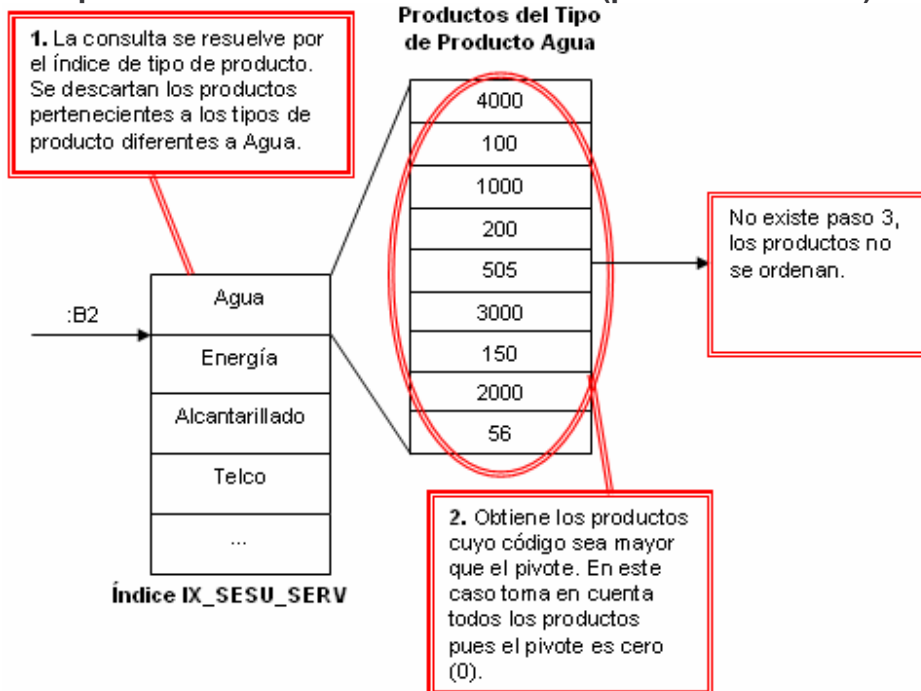 Productos del Tipo
de Producto Agua
1. La consulta se resuelve por
el índice de tipo de producto.
Se descartan los productos
pertenecientes a los tipos de
producto diferentes a Agua.
4000
100
1000
200
505
3000
150
2000
56
No existe paso 3,
los productos no
se ordenan.
:B2
Agua
Energía
Alcantarillado
Telco
...
Índice IX_SESU_SERV
2. Obtiene los productos
cuyo código sea mayor
que el pivote. En este
caso toma en cuenta
todos los productos
pues el pivote es cero
(0).